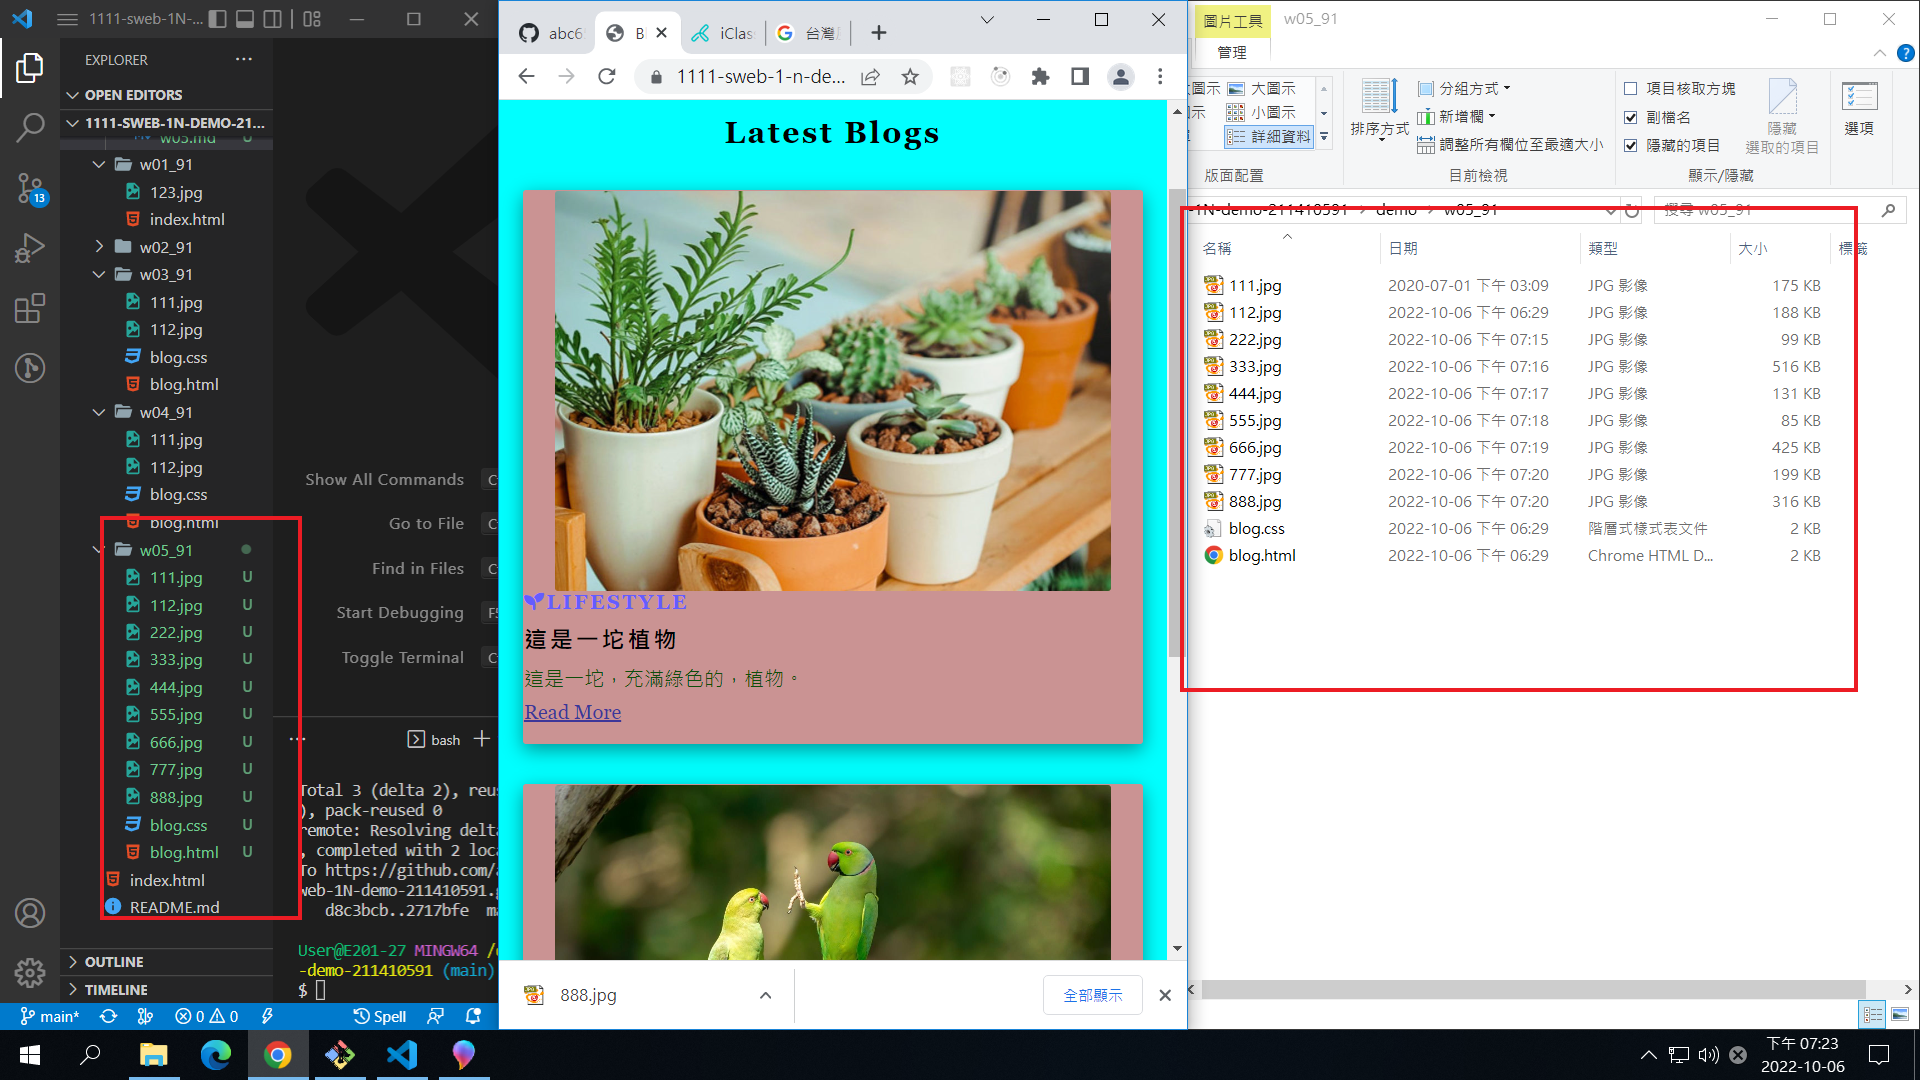 1111-sweb-1N-...
EXPLORER
OPEN EDITORS
1111-SWEB-1N-DEMO-21...
w05.md U
w01_91
123.jpg
index.html
w02_91
w03_91
111.jpg
112.jpg
blog.css
blog.html
w04_91
111.jpg
112.jpg
blog.css
blog.html
w05_91
111.jpg U
112.jpg U
222.jpg U
333.jpg U
444.jpg U
555.jpg U
666.jpg U
777.jpg U
888.jpg U
blog.css U
blog.html U
index.html
README.md
OUTLINE
TIMELINE
13
Show All Commands
Go to File
Find in Files
Start Debugging
Toggle Terminal
bash
Total 3 (delta 2), reus
), pack-reused 0
remote: Resolving delta
, completed with 2 loca
To https://github.com/a
web-1N-demo-211410591.g
d8c3bcb..2717bfe ma
User@E201-27 MINGW64 /
-demo-211410591 (main)
$
main*
0 0
Spell
abc6
B
iClas
台灣
1111-sweb-1-n-de...
Latest Blogs
LIFESTYLE
這是一坨植物
這是一坨，充滿綠色的，植物。
Read More
888.jpg
全部顯示
圖片工具
w05_91
管理
大圖示
大圖示
小圖示
詳細資料
版面配置
排序方式
分組方式
新增欄
調整所有欄位至最適大小
目前檢視
項目核取方塊
副檔名
隱藏的項目
隱藏
選取的項目
顯示/隱藏
選項
-1N-demo-211410591 > demo > w05_91
搜尋 w05_91
名稱 日期 類型 大小 標籤
111.jpg 2020-07-01 下午 03:09 JPG 影像 175 KB
112.jpg 2022-10-06 下午 06:29 JPG 影像 188 KB
222.jpg 2022-10-06 下午 07:15 JPG 影像 99 KB
333.jpg 2022-10-06 下午 07:16 JPG 影像 516 KB
444.jpg 2022-10-06 下午 07:17 JPG 影像 131 KB
555.jpg 2022-10-06 下午 07:18 JPG 影像 85 KB
666.jpg 2022-10-06 下午 07:19 JPG 影像 425 KB
777.jpg 2022-10-06 下午 07:20 JPG 影像 199 KB
888.jpg 2022-10-06 下午 07:20 JPG 影像 316 KB
blog.css 2022-10-06 下午 06:29 階層式樣式表文件 2 KB
blog.html 2022-10-06 下午 06:29 Chrome HTML D... 2 KB
下午 07:23
2022-10-06